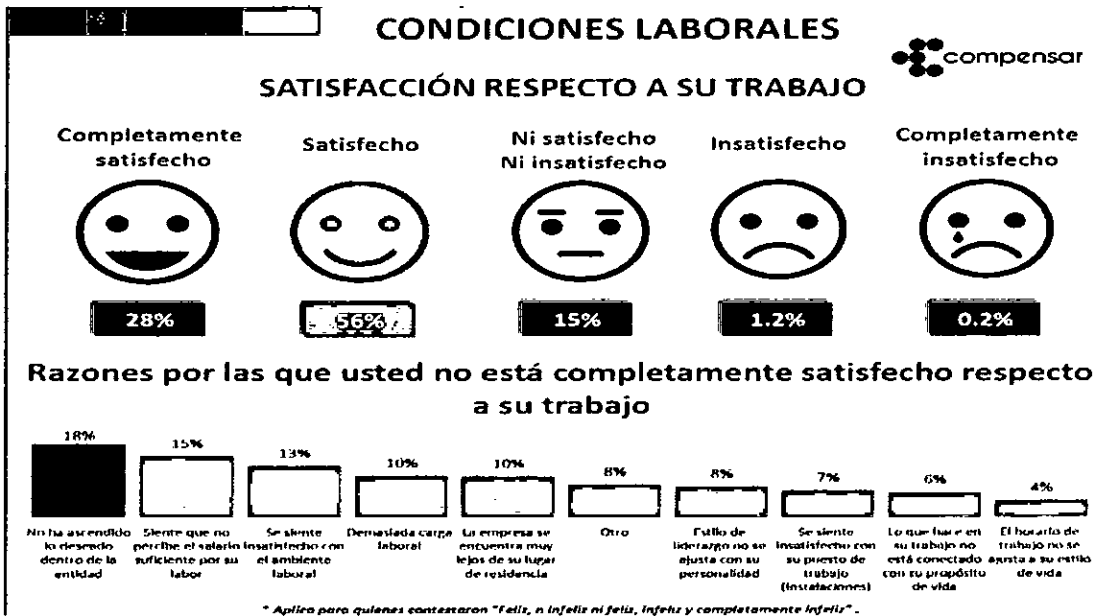 CONDICIONES LABORALES
compensar
SATISFACCIÓN RESPECTO A SU TRABAJO
Completamente
satisfecho
Satisfecho
Ni satisfecho
Ni insatisfecho
Insatisfecho
Completamente
insatisfecho
28%
56%
15%
1.2%
0.2%
Razones por las que usted no está completamente satisfecho respecto
a su trabajo
18%
15%
13%
10%
10%
8%
8%
7%
6%
4%
No ha ascendido
lo deseado
dentro de la
entidad
Siente que no
percibe el salario
suficiente por su
labor
Se siente
insatisfecho con
el ambiente
laboral
Demasiada carga
laboral
La empresa se
encuentra muy
lejos de su lugar
de residencia
Otro
Estilo de
liderazgo no se
ajusta con su
personalidad
Se siente
insatisfecho con
su puesto de
trabajo
(Instalaciones)
Lo que hace en
su trabajo no
está conectado
con tu propósito
de vida
El horario de
trabajo no se
ajusta a su estilo
de vida
* Aplica para quienes contestaron "Feliz, n infeliz ni feliz, infeliz y completamente infeliz" .